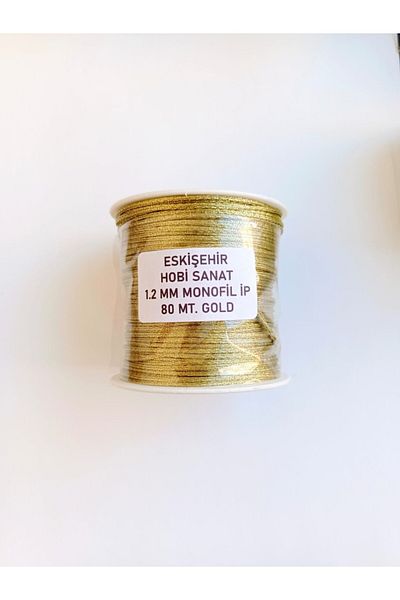 ESKİŞEHİR
HOBİ SANAT
1.2 MM MONOFİL İP
80 MT. GOLD